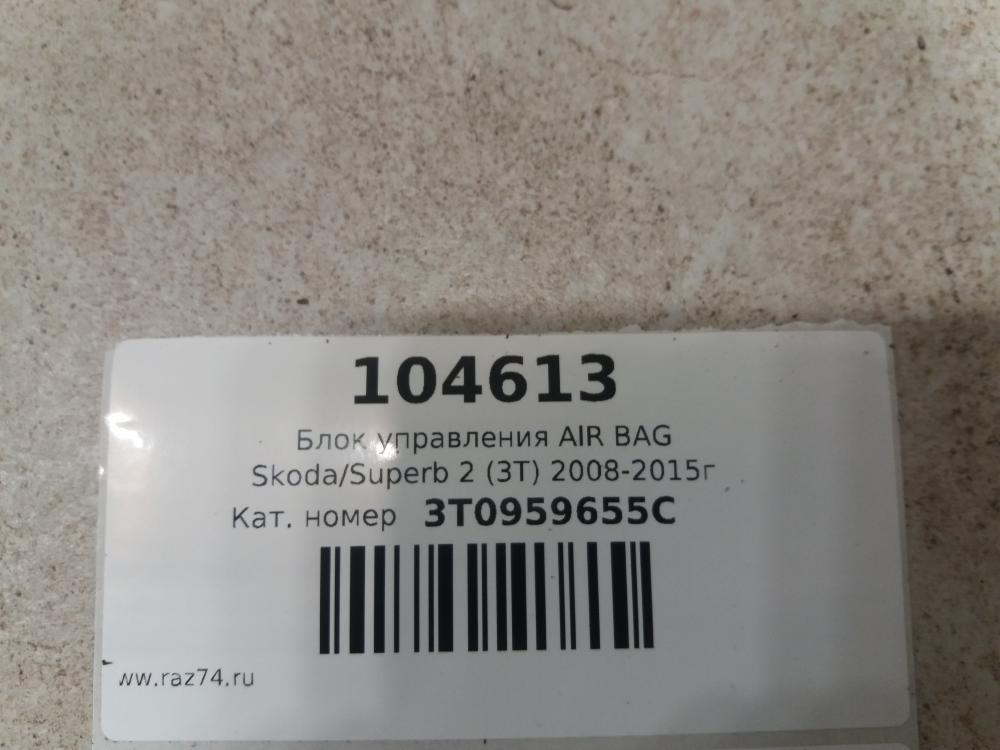 104613
Блок управления AIR BAG
Skoda/Superb 2 (3T) 2008-2015г
Кат. номер 3T0959655C
ww.raz74.ru